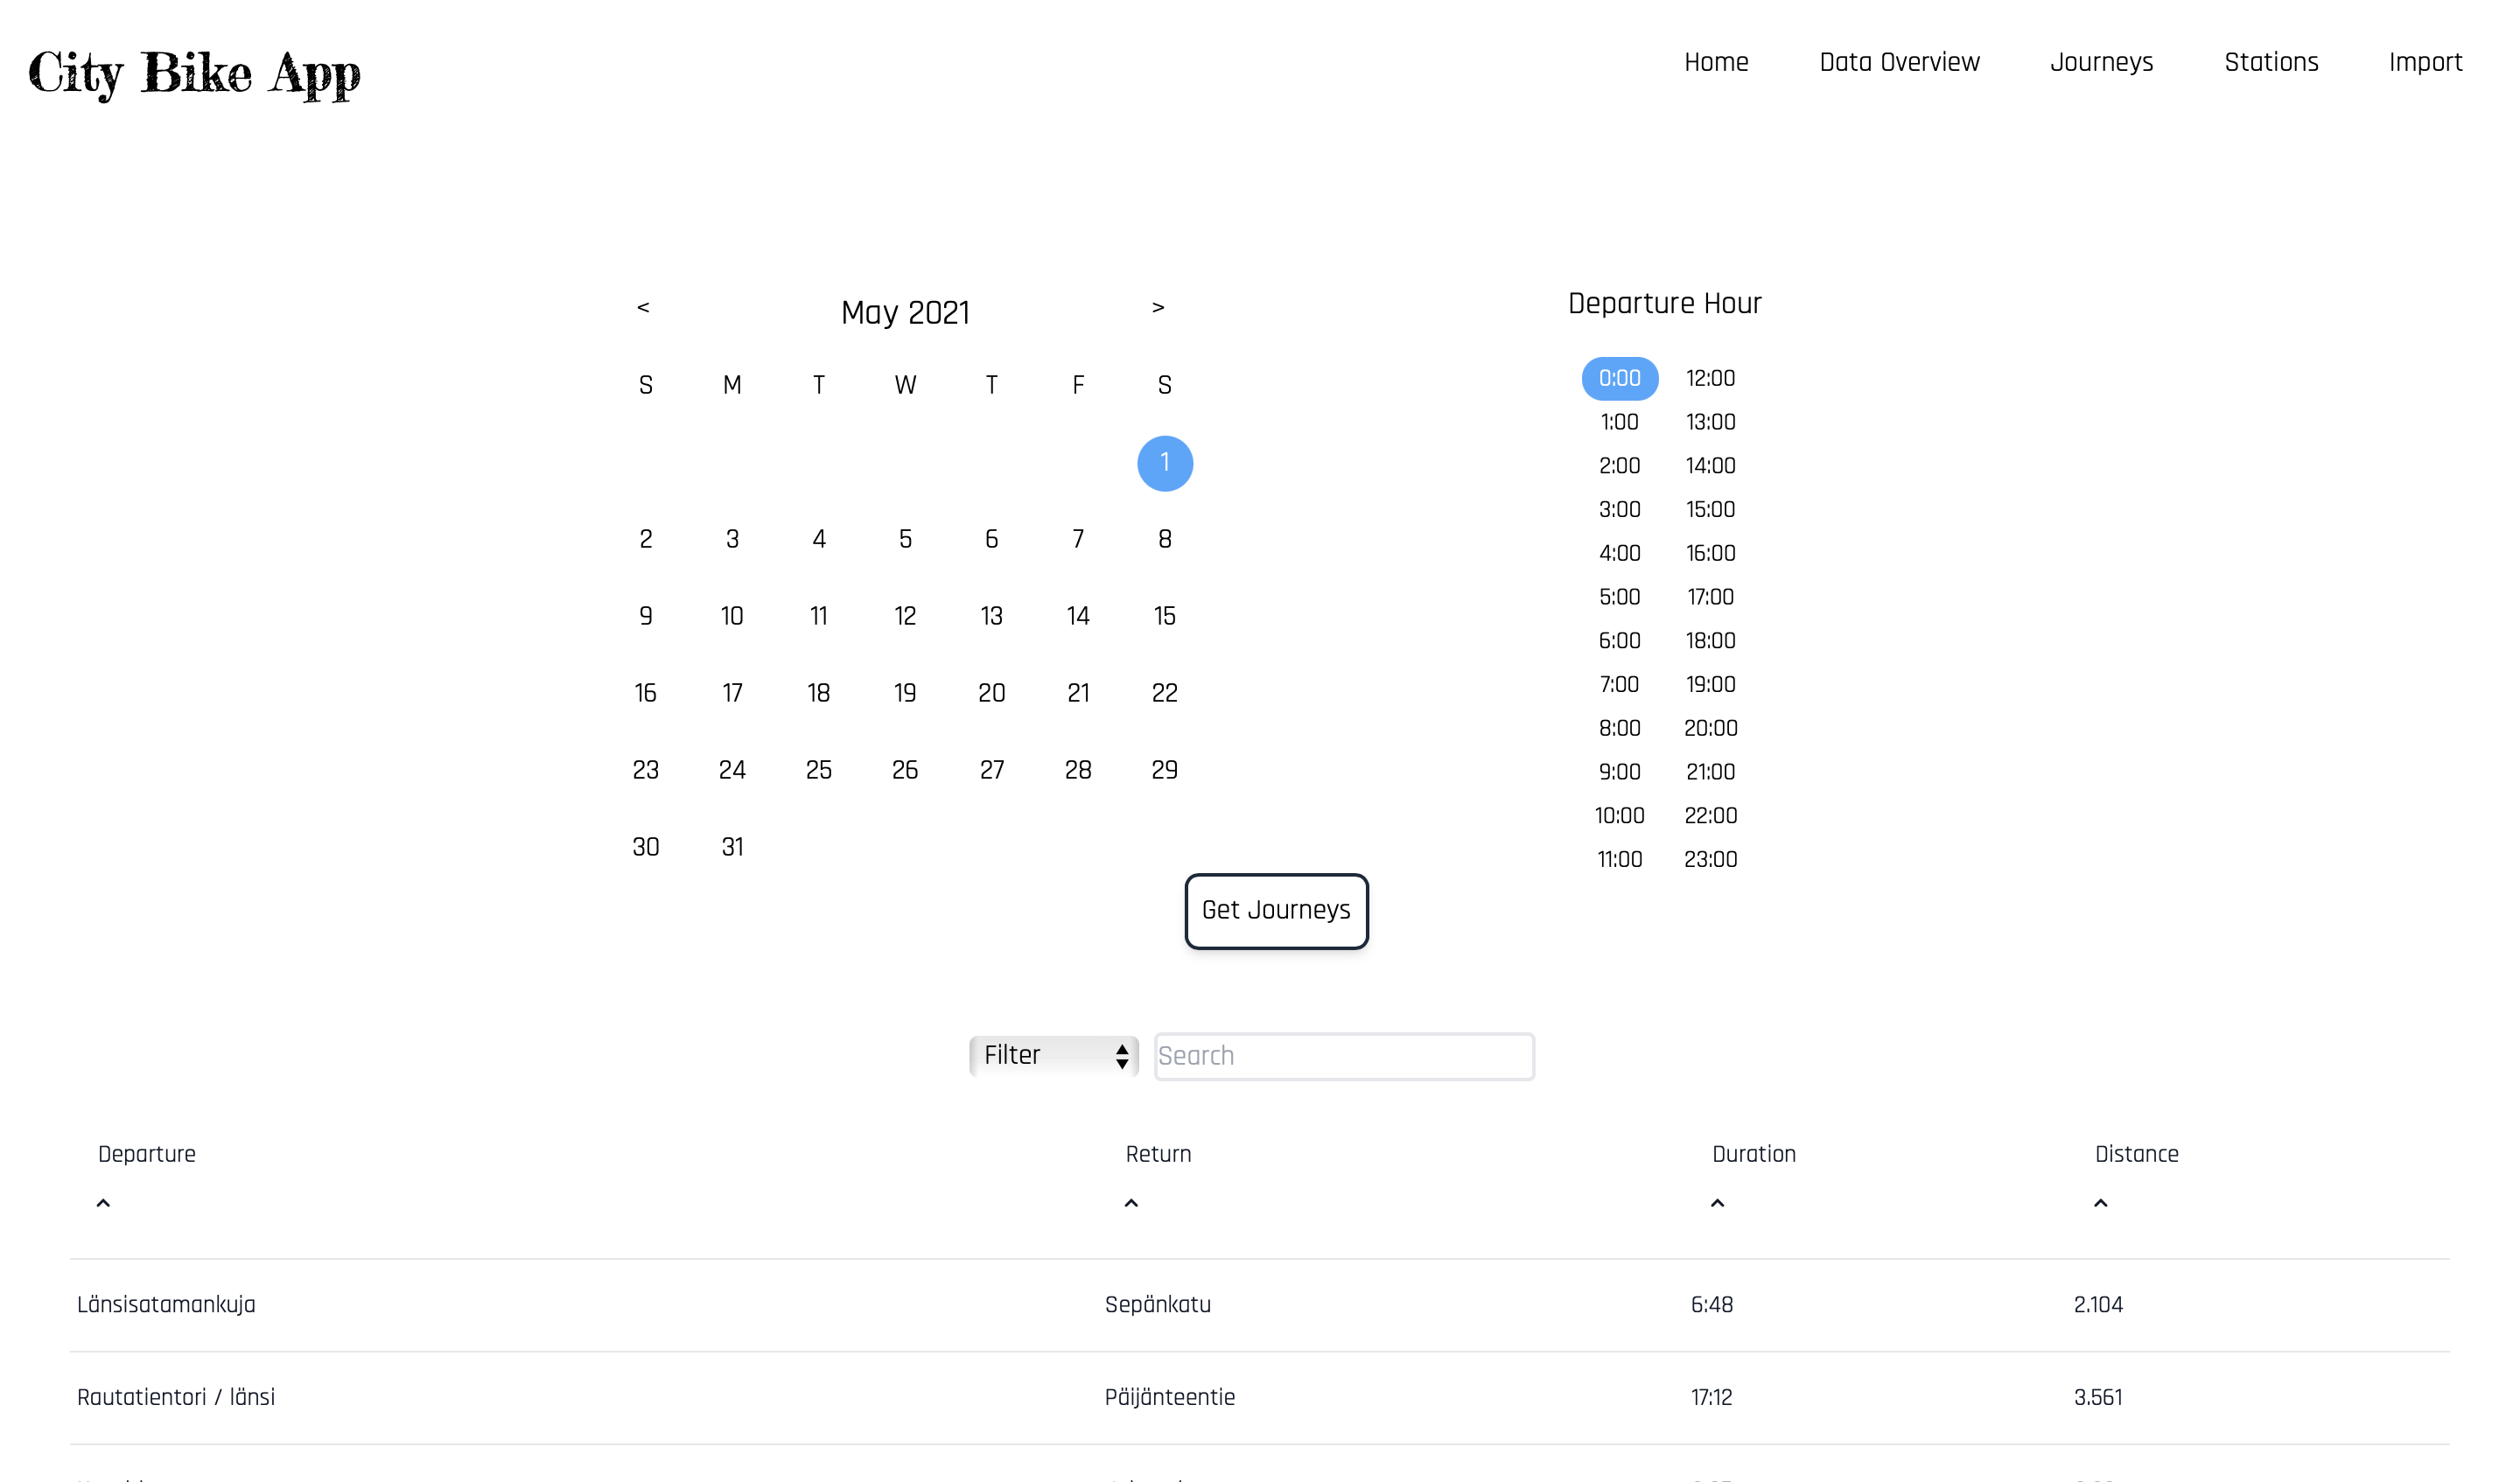 City Bike App
Home Data Overview Journeys Stations Import
< May 2021 >
S M T W T F S
1
2 3 4 5 6 7 8
9 10 11 12 13 14 15
16 17 18 19 20 21 22
23 24 25 26 27 28 29
30 31
Departure Hour
0:00 12:00
1:00 13:00
2:00 14:00
3:00 15:00
4:00 16:00
5:00 17:00
6:00 18:00
7:00 19:00
8:00 20:00
9:00 21:00
10:00 22:00
11:00 23:00
Get Journeys
Filter Search
Departure Return Duration Distance
Länsisatamankuja Sepänkatu 6:48 2.104
Rautatientori / länsi Päijänteentie 17:12 3.561